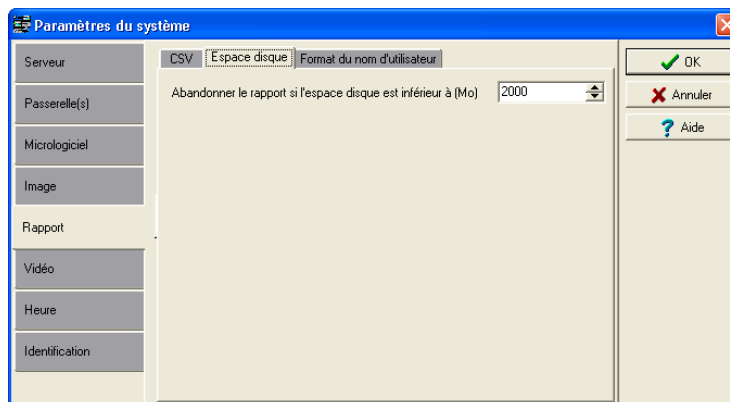 Paramètres du système
Serveur
Passerelle(s)
Micrologiciel
Image
Rapport
Vidéo
Heure
Identification
CSV
Espace disque
Format du nom d'utilisateur
Abandonner le rapport si l'espace disque est inférieur à (Mo)
2000
OK
Annuler
Aide